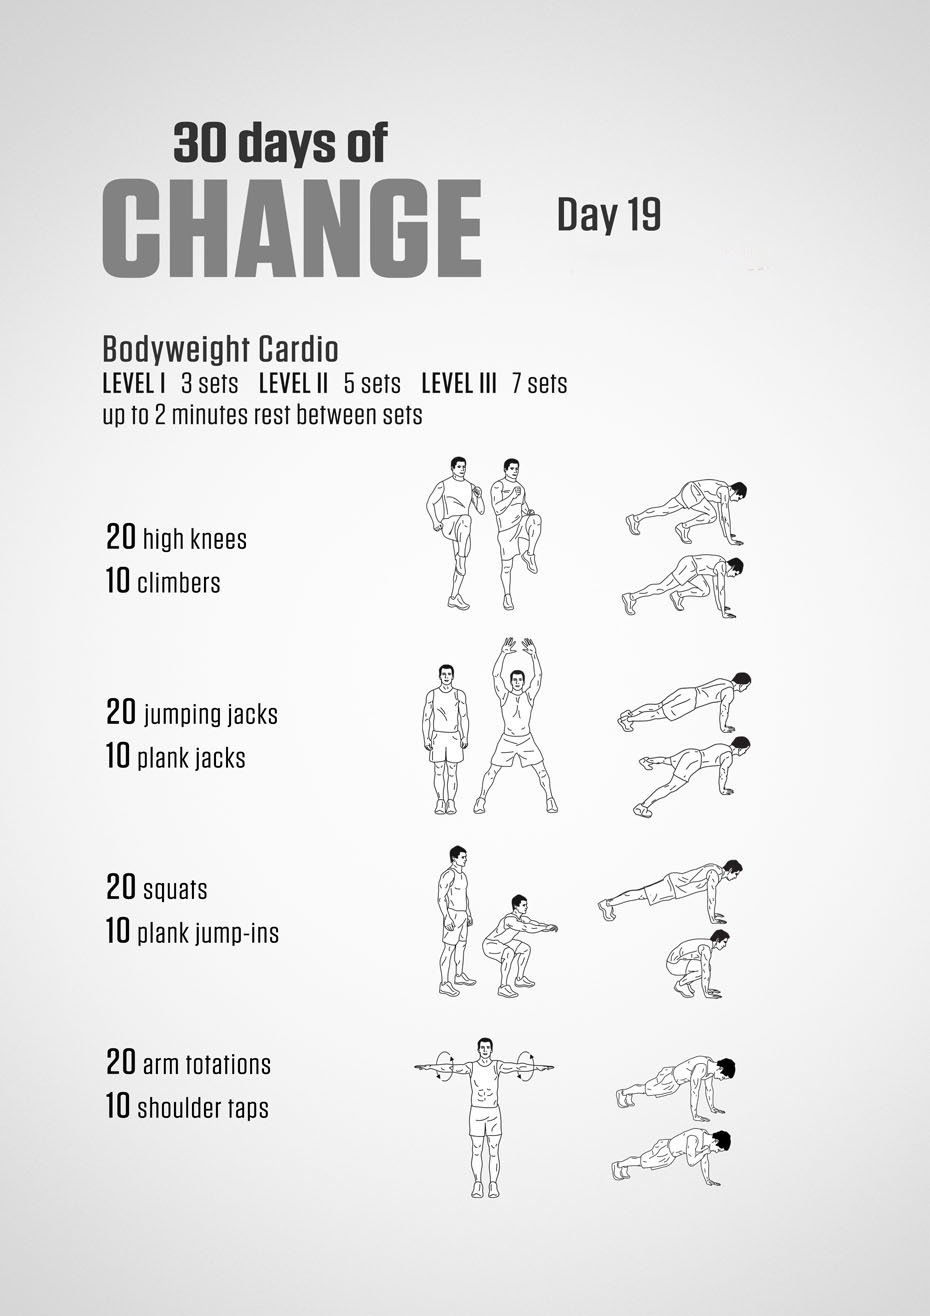 30 days of
CHANGE
Day 19
Bodyweight Cardio
LEVEL I 3 sets LEVEL II 5 sets LEVEL III 7 sets
up to 2 minutes rest between sets
20 high knees
10 climbers
20 jumping jacks
10 plank jacks
20 squats
10 plank jump-ins
20 arm totations
10 shoulder taps